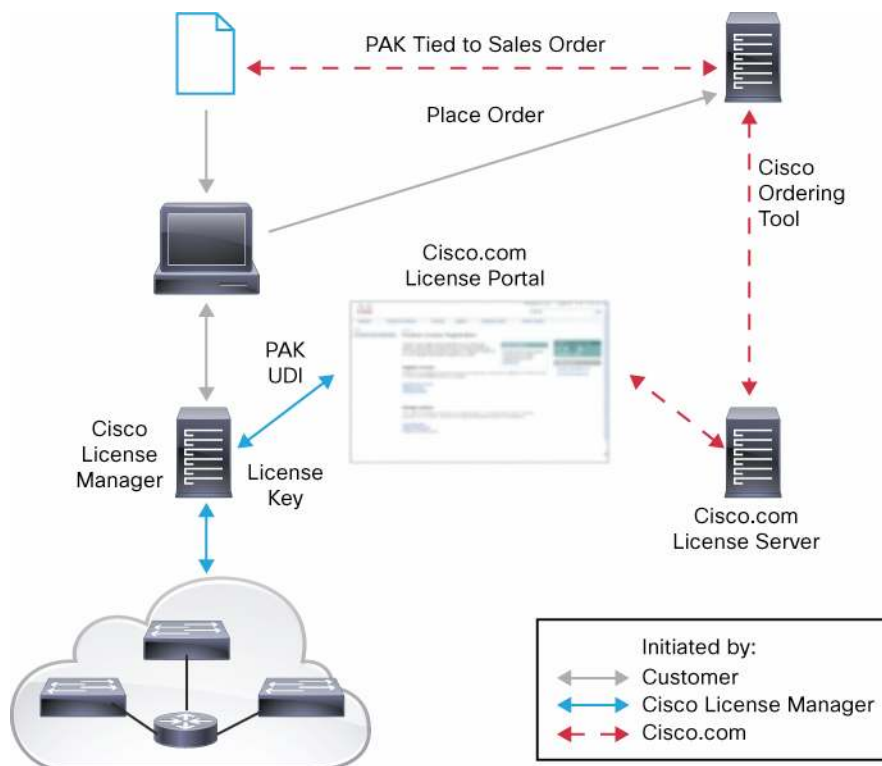 PAK Tied to Sales Order
Place Order
Cisco
Ordering
Tool
Cisco.com
License Portal
PAK
UDI
Cisco
License
Manager
License
Key
Cisco.com
License Server
Initiated by:
Customer
Cisco License Manager
Cisco.com